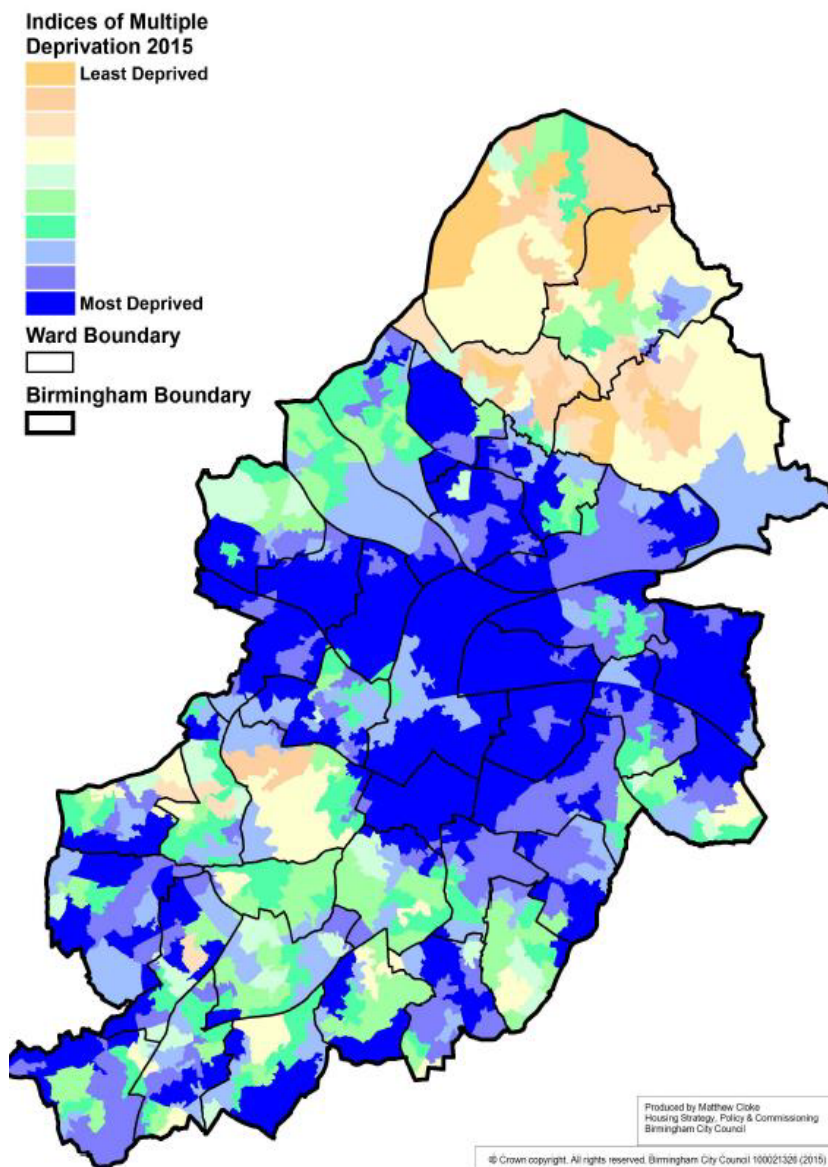 Indices of Multiple
Deprivation 2015
Least Deprived
Most Deprived
Ward Boundary
Birmingham Boundary
Produced by Matthew Cloke
Housing Strategy, Policy & Commissioning
Birmingham City Council
© Crown copyright. All rights reserved. Birmingham City Council 100021326 (2015)